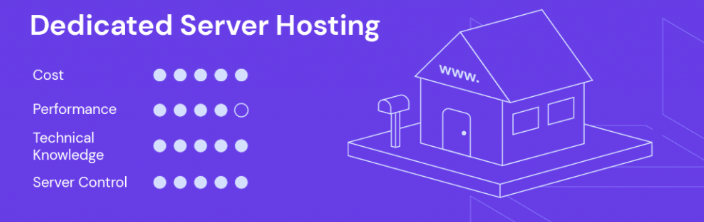 Dedicated Server Hosting
www.
Cost
Performance
Technical
Knowledge
Server Control